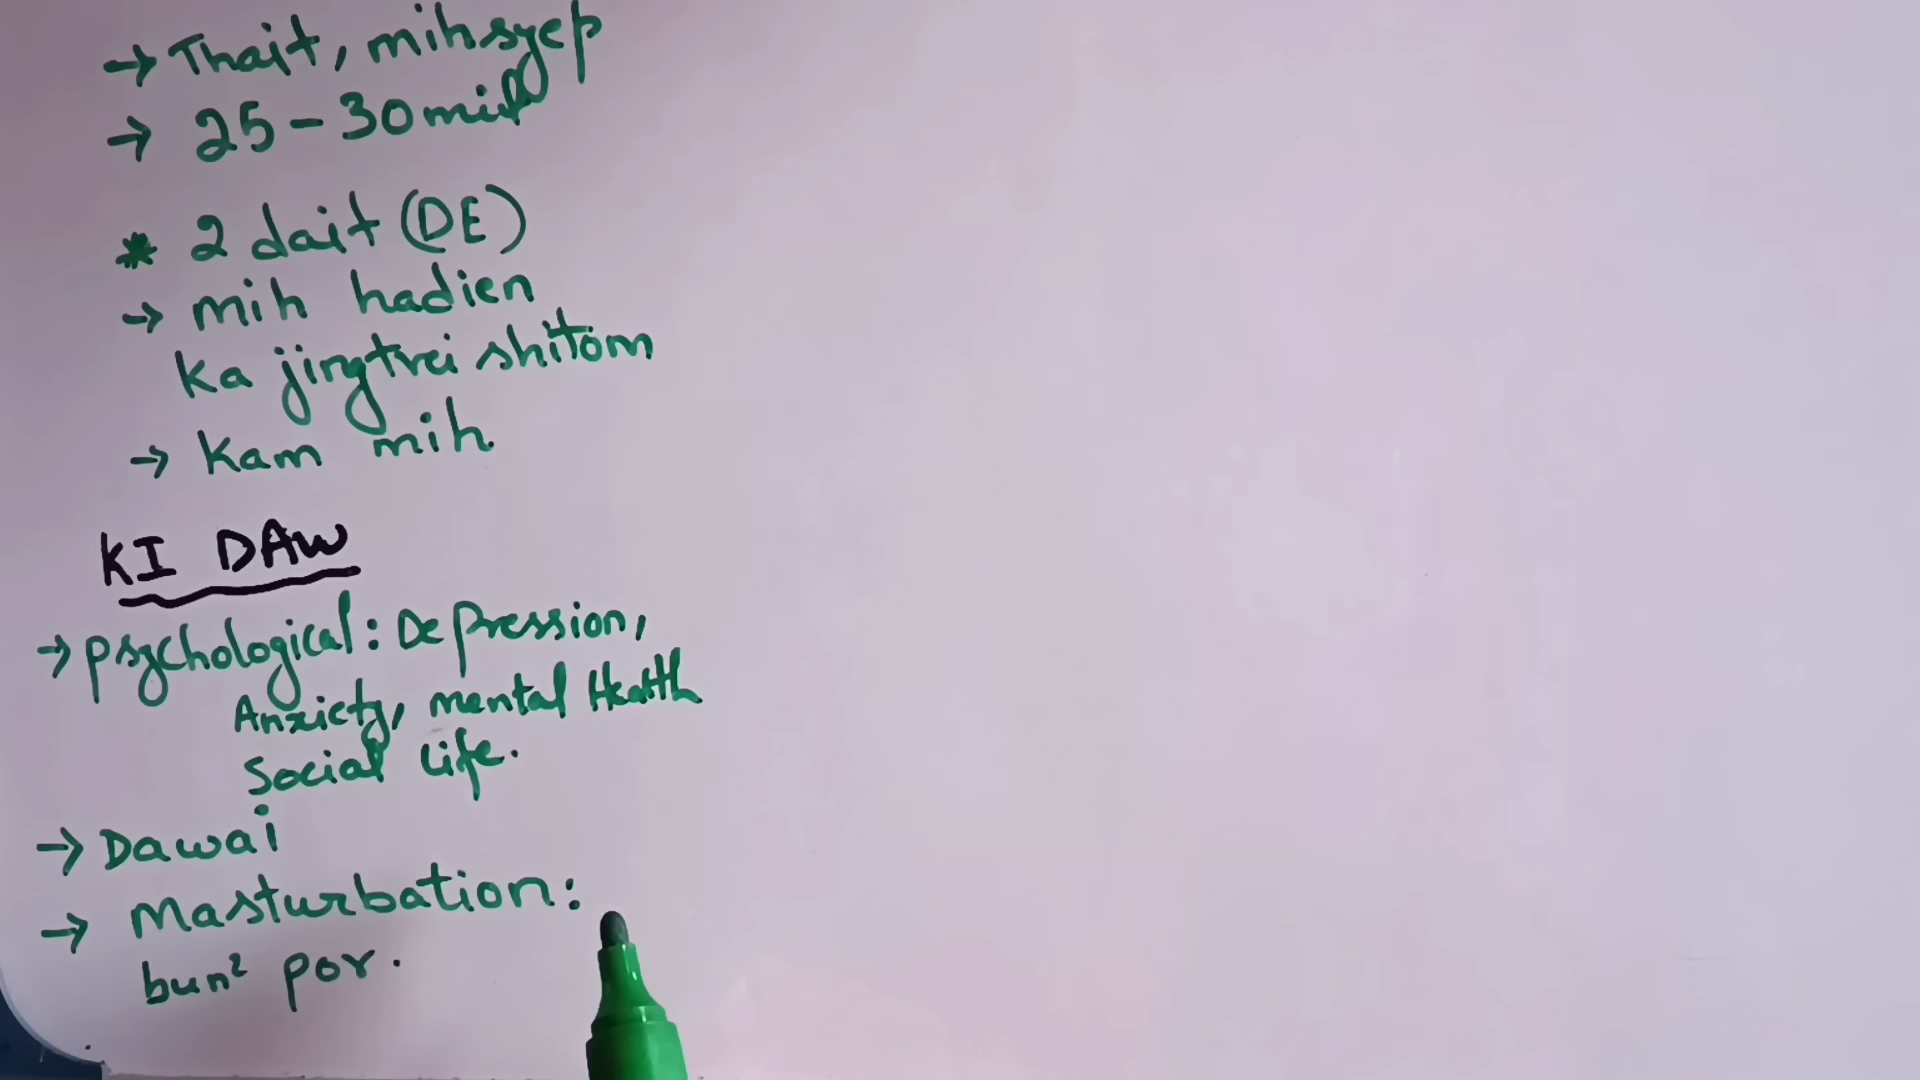 → Thait, mihsyep
→ 25-30 mih
* 2 dait (DE)
→ mih hadien
ka jingtrei shitom
→ Kam mih.
KI DAW
→ Psychological: Depression,
Anxiety, mental Health
Social Life.
→ Dawai
→ Masturbation:
bun² por.